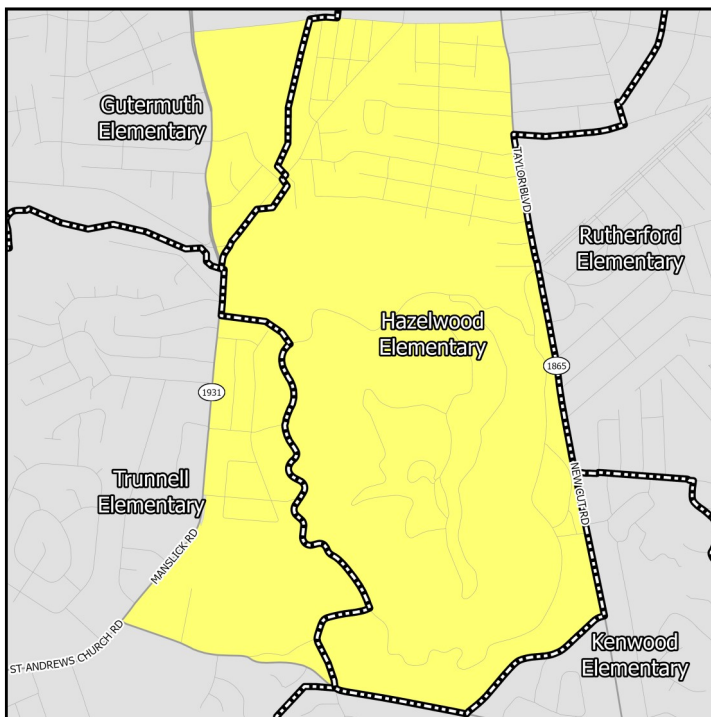 Gutermuth
Elementary
TAYLOR BLVD
Rutherford
Elementary
Hazelwood
Elementary
1865
1931
Trunnell
Elementary
NEW CUT RD
MANSLICK RD
ST ANDREWS CHURCH RD
Kenwood
Elementary